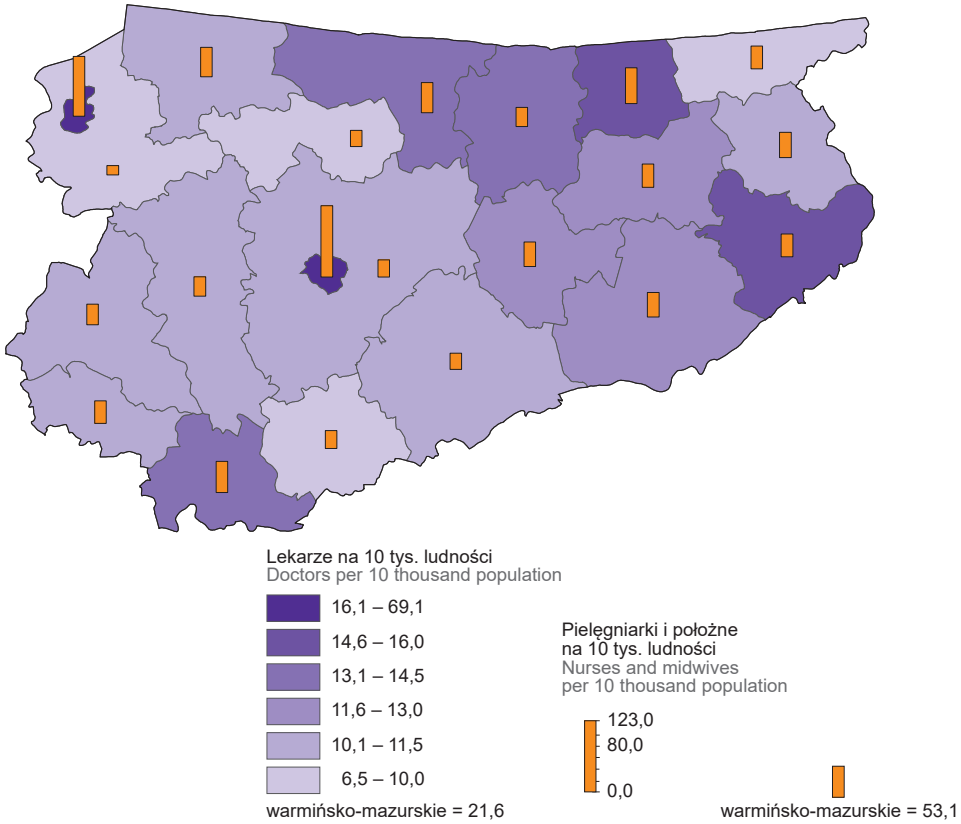 Lekarze na 10 tys. ludności
Doctors per 10 thousand population
16,1 – 69,1
14,6 – 16,0
13,1 – 14,5
11,6 – 13,0
10,1 – 11,5
6,5 – 10,0
warmińsko-mazurskie = 21,6
Pielęgniarki i położne
na 10 tys. ludności
Nurses and midwives
per 10 thousand population
123,0
80,0
0,0
warmińsko-mazurskie = 53,1